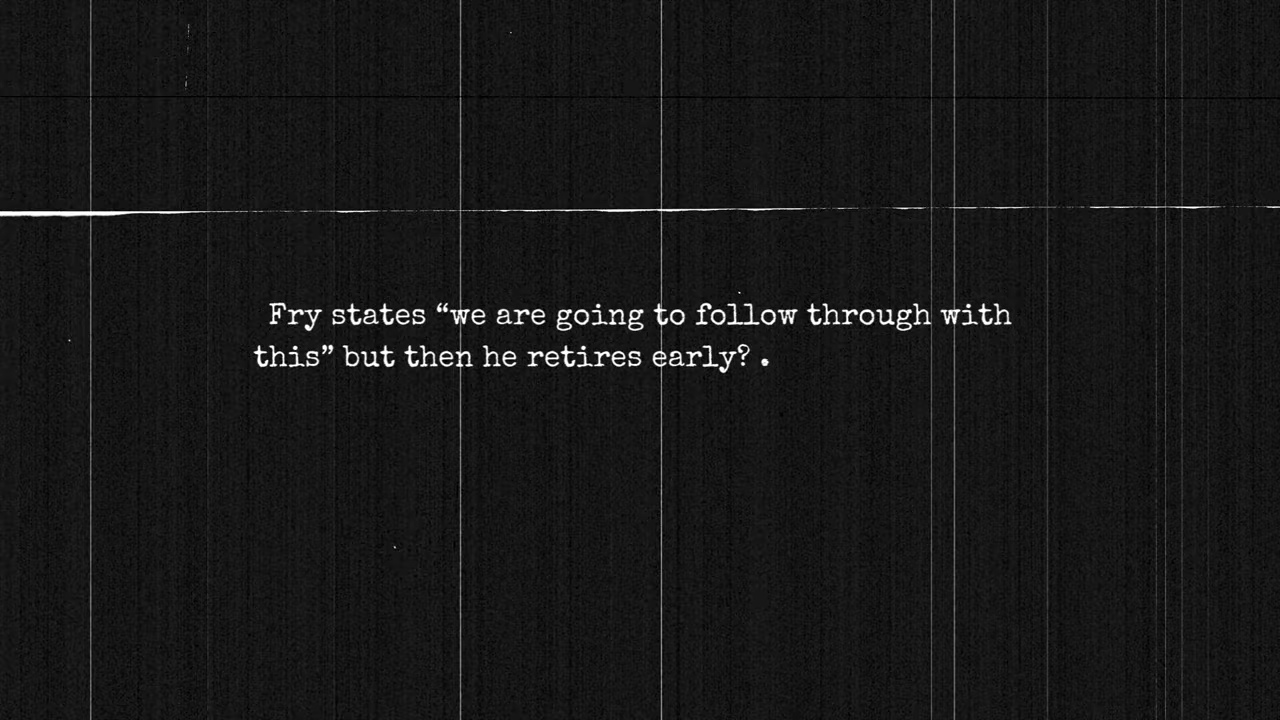 Fry states “we are going to follow through with
this” but then he retires early? .